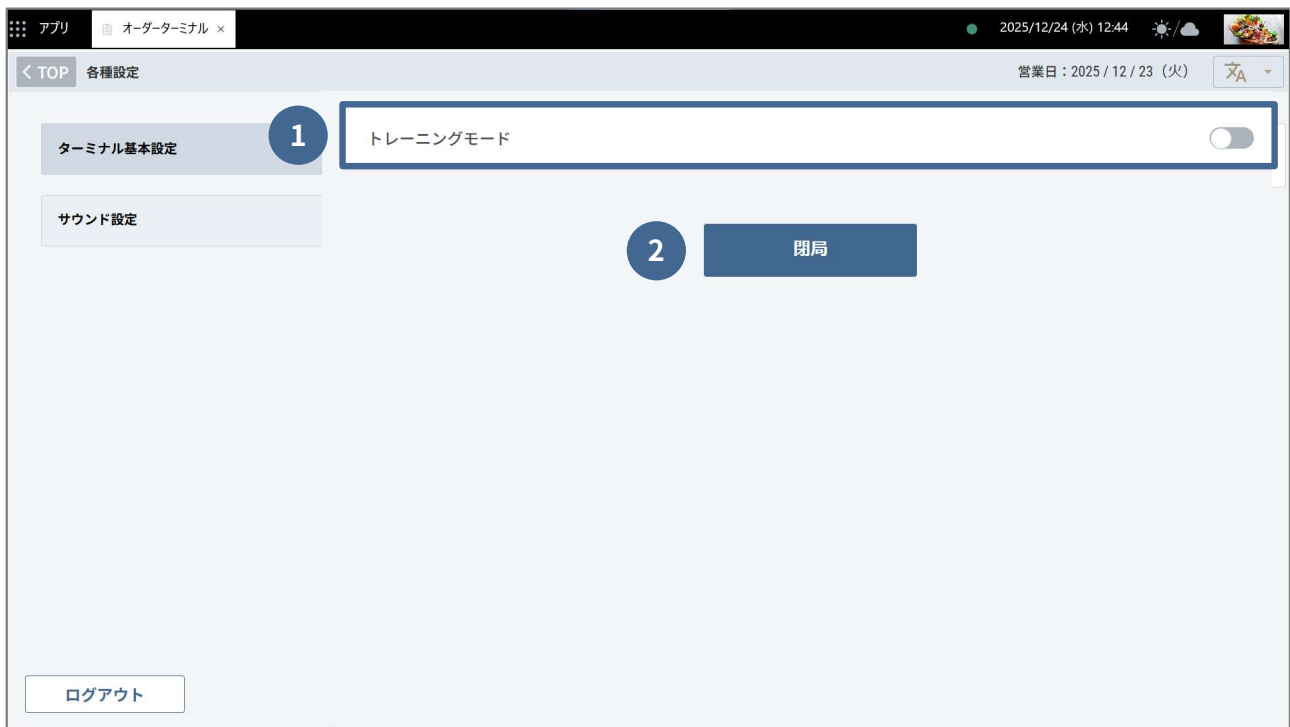 アプリ オーダーターミナル ×
2025/12/24 (水) 12:44
< TOP 各種設定
営業日：2025 / 12 / 23（火）
文A
ターミナル基本設定
1 トレーニングモード
サウンド設定
2 閉局
ログアウト